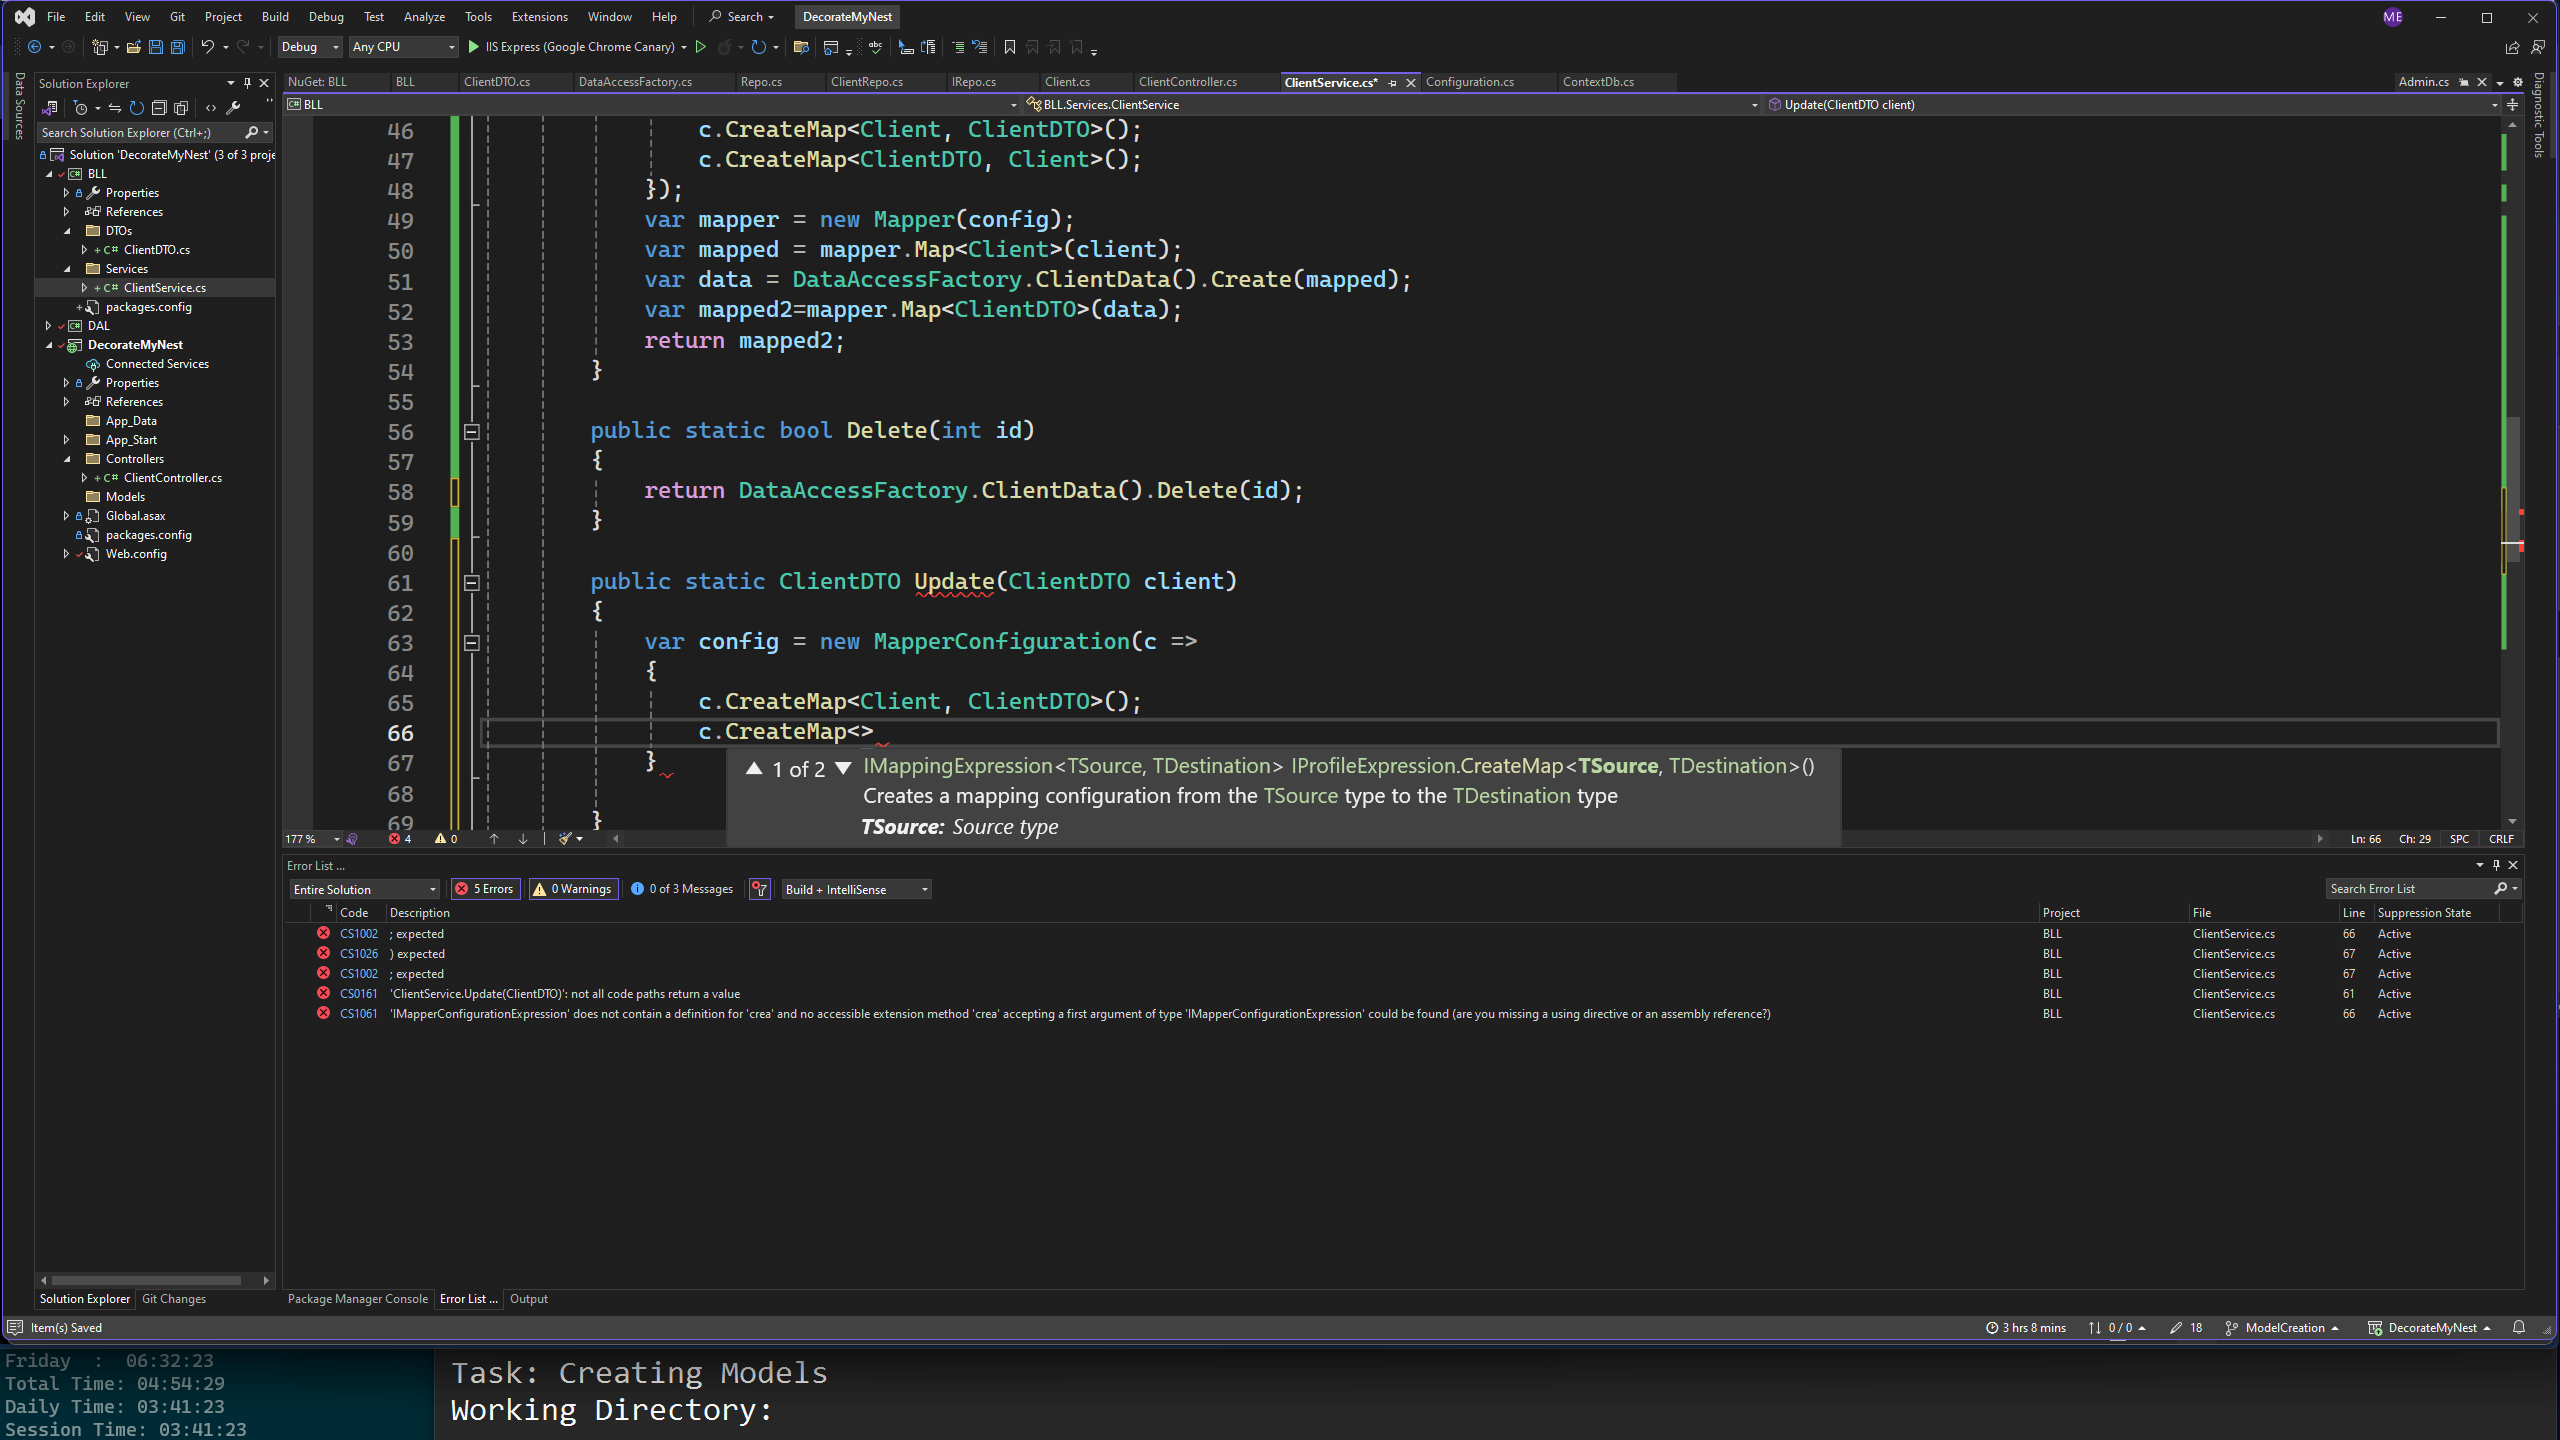 File Edit View Git Project Build Debug Test Analyze Tools Extensions Window Help Search DecorateMyNest ME
Debug Any CPU IIS Express (Google Chrome Canary)
Data Sources
Solution Explorer
Search Solution Explorer (Ctrl+;)
Solution 'DecorateMyNest' (3 of 3 proje
BLL
Properties
References
DTOs
C# ClientDTO.cs
Services
C# ClientService.cs
packages.config
DAL
DecorateMyNest
Connected Services
Properties
References
App_Data
App_Start
Controllers
C# ClientController.cs
Models
Global.asax
packages.config
Web.config
Solution Explorer Git Changes
NuGet: BLL BLL ClientDTO.cs DataAccessFactory.cs Repo.cs ClientRepo.cs IRepo.cs Client.cs ClientController.cs ClientService.cs* Configuration.cs ContextDb.cs Admin.cs
BLL BLL.Services.ClientService Update(ClientDTO client)
Diagnostic Tools
46 c.CreateMap<Client, ClientDTO>();
47 c.CreateMap<ClientDTO, Client>();
48 });
49 var mapper = new Mapper(config);
50 var mapped = mapper.Map<Client>(client);
51 var data = DataAccessFactory.ClientData().Create(mapped);
52 var mapped2=mapper.Map<ClientDTO>(data);
53 return mapped2;
54 }
55
56 public static bool Delete(int id)
57 {
58 return DataAccessFactory.ClientData().Delete(id);
59 }
60
61 public static ClientDTO Update(ClientDTO client)
62 {
63 var config = new MapperConfiguration(c =>
64 {
65 c.CreateMap<Client, ClientDTO>();
66 c.CreateMap<>
67 }
68
69 }
1 of 2 IMappingExpression<TSource, TDestination> IProfileExpression.CreateMap<TSource, TDestination>()
Creates a mapping configuration from the TSource type to the TDestination type
TSource: Source type
177 % 4 0 Ln: 66 Ch: 29 SPC CRLF
Error List ...
Entire Solution 5 Errors 0 Warnings 0 of 3 Messages Build + IntelliSense Search Error List
Code Description Project File Line Suppression State
CS1002 ; expected BLL ClientService.cs 66 Active
CS1026 ) expected BLL ClientService.cs 67 Active
CS1002 ; expected BLL ClientService.cs 67 Active
CS0161 'ClientService.Update(ClientDTO)': not all code paths return a value BLL ClientService.cs 61 Active
CS1061 'IMapperConfigurationExpression' does not contain a definition for 'crea' and no accessible extension method 'crea' accepting a first argument of type 'IMapperConfigurationExpression' could be found (are you missing a using directive or an assembly reference?) BLL ClientService.cs 66 Active
Package Manager Console Error List ... Output
Item(s) Saved 3 hrs 8 mins 0 / 0 18 ModelCreation DecorateMyNest
Friday : 06:32:23
Total Time: 04:54:29
Daily Time: 03:41:23
Session Time: 03:41:23
Task: Creating Models
Working Directory: